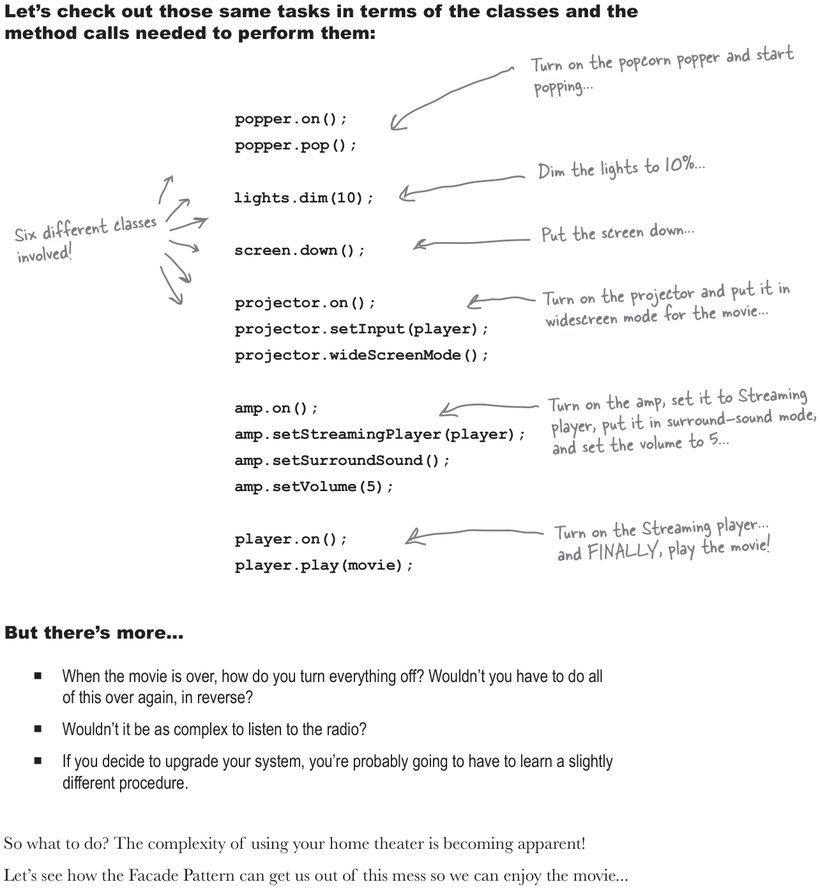 Let's check out those same tasks in terms of the classes and the
method calls needed to perform them:
Turn on the popcorn popper and start
popping...
popper.on();
popper.pop();
Dim the lights to 10%...
lights.dim(10);
Six different classes
involved!
Put the screen down...
screen.down();
Turn on the projector and put it in
widescreen mode for the movie...
projector.on();
projector.setInput(player);
projector.wideScreenMode();
Turn on the amp, set it to Streaming
player, put it in surround-sound mode,
and set the volume to 5...
amp.on();
amp.setStreamingPlayer(player);
amp.setSurroundSound();
amp.setVolume(5);
Turn on the Streaming player...
and FINALLY, play the movie!
player.on();
player.play(movie);
But there's more...
■ When the movie is over, how do you turn everything off? Wouldn't you have to do all
of this over again, in reverse?
■ Wouldn't it be as complex to listen to the radio?
■ If you decide to upgrade your system, you're probably going to have to learn a slightly
different procedure.
So what to do? The complexity of using your home theater is becoming apparent!
Let's see how the Facade Pattern can get us out of this mess so we can enjoy the movie...